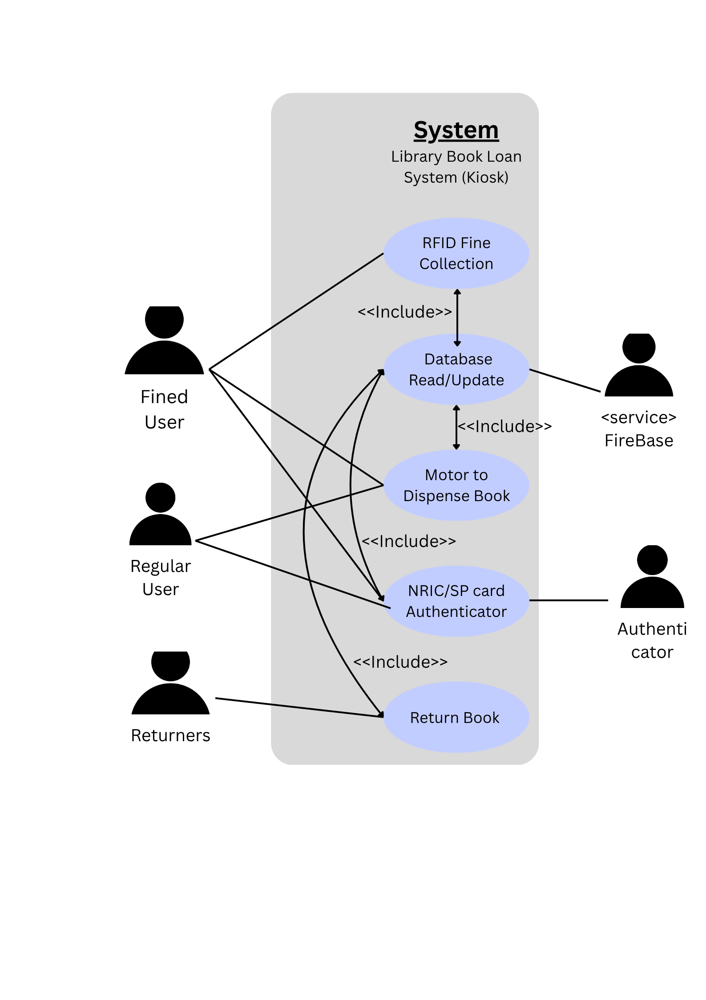 System
Library Book Loan
System (Kiosk)
RFID Fine
Collection
<<Include>>
Database
Read/Update
Fined
User
<service>
FireBase
<<Include>>
Motor to
Dispense Book
<<Include>>
Regular
User
NRIC/SP card
Authenticator
Authenti
cator
<<Include>>
Return Book
Returners